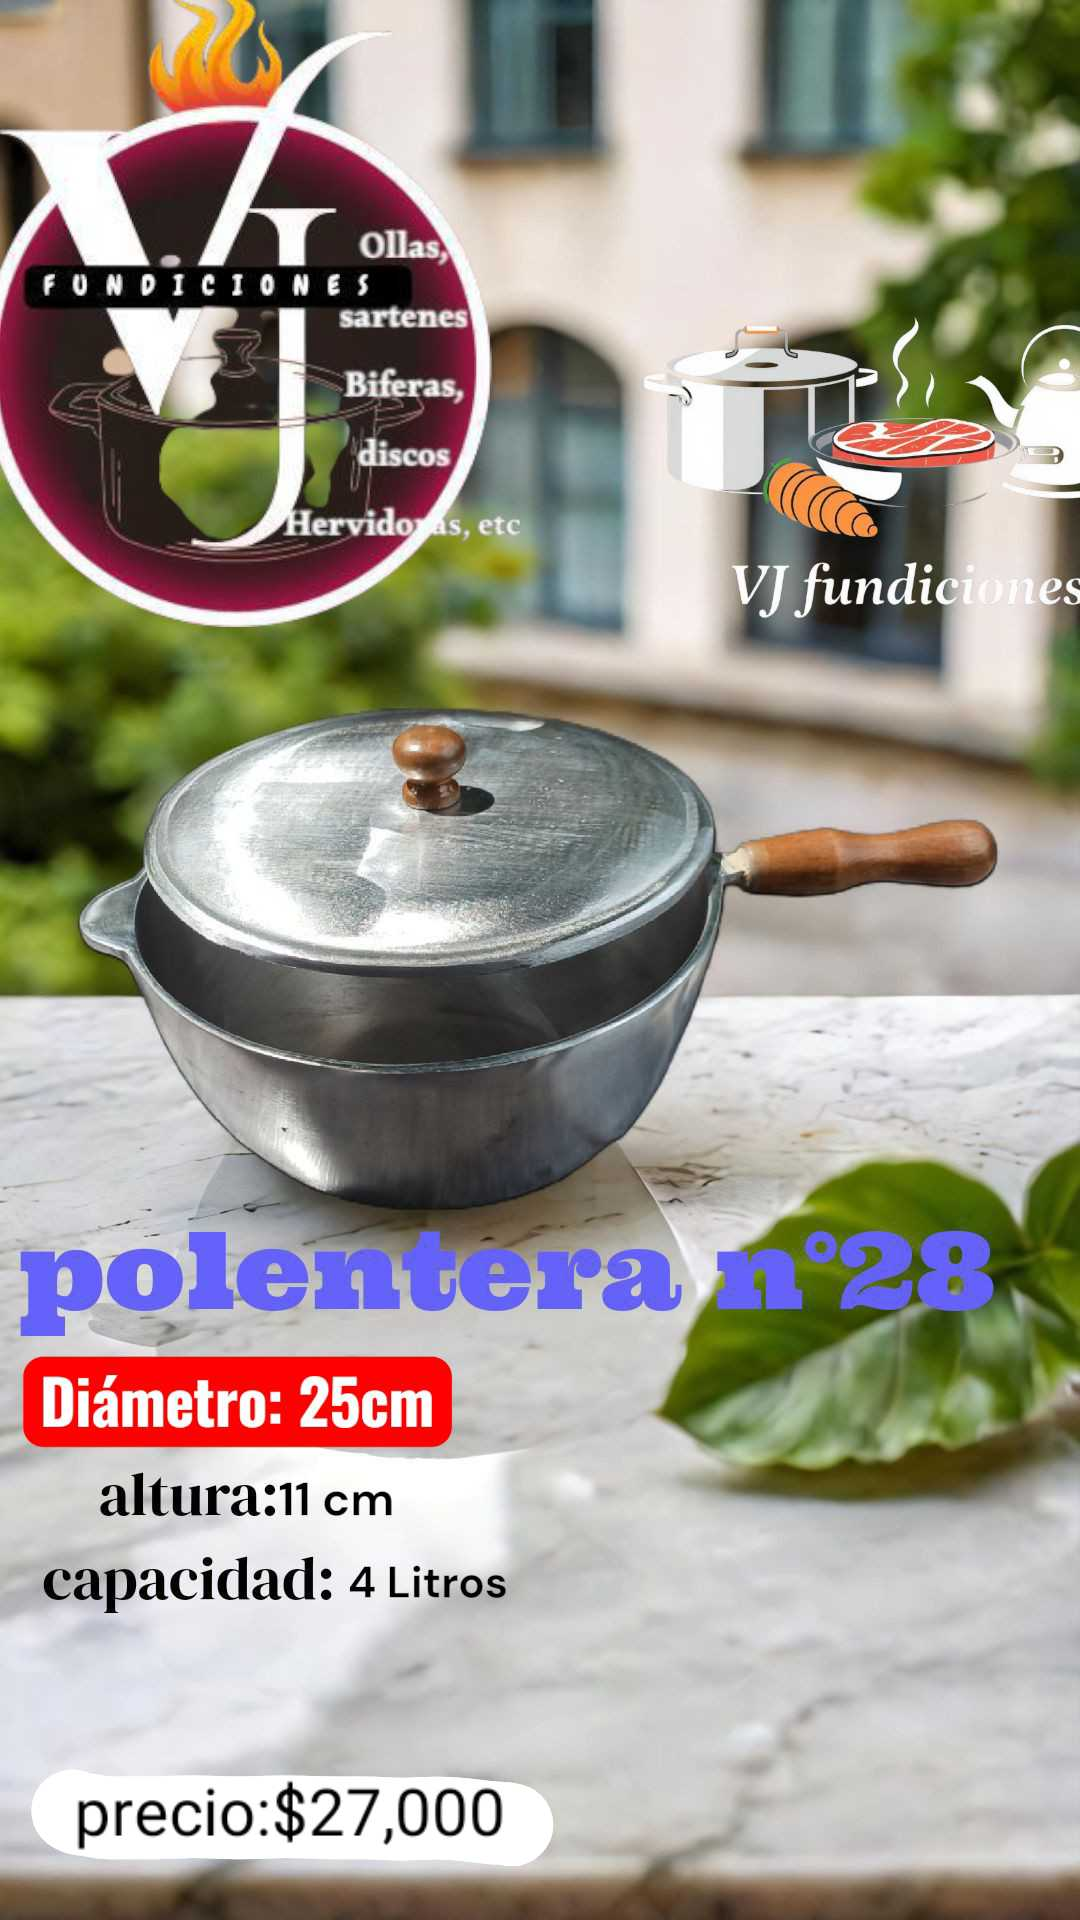 VJ
FUNDICIONES
Ollas,
sartenes
Biferas,
discos
Hervidoras, etc
VJ fundiciones
polentera n°28
Diámetro: 25cm
altura:11 cm
capacidad: 4 Litros
precio:$27,000